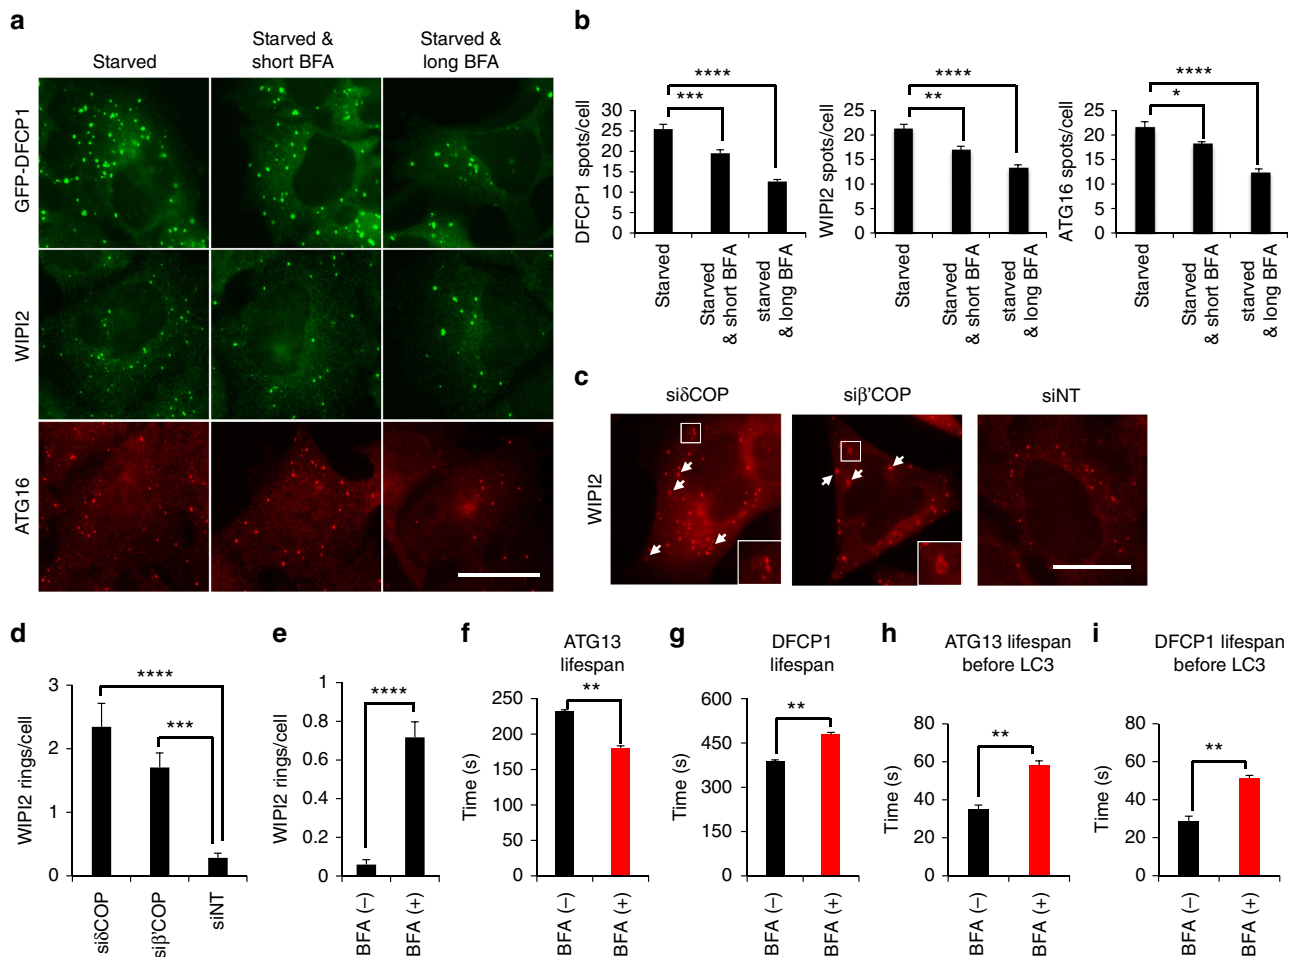 a
Starved
Starved &
short BFA
Starved &
long BFA
GFP-DFCP1
WIPI2
ATG16
b
DFCP1 spots/cell
30
25
20
15
10
5
0
****
***
Starved
Starved
& short BFA
starved
& long BFA
WIPI2 spots/cell
25
20
15
10
5
0
****
**
Starved
Starved
& short BFA
starved
& long BFA
ATG16 spots/cell
25
20
15
10
5
0
****
*
Starved
Starved
& short BFA
starved
& long BFA
c
siδCOP
siβ'COP
siNT
WIPI2
d
WIPI2 rings/cell
3
2
1
0
****
***
siδCOP
siβ'COP
siNT
e
WIPI2 rings/cell
1
0.8
0.6
0.4
0.2
0
****
BFA (–)
BFA (+)
f
ATG13
lifespan
Time (s)
250
200
150
100
50
0
**
BFA (–)
BFA (+)
g
DFCP1
lifespan
Time (s)
600
450
300
150
0
**
BFA (–)
BFA (+)
h
ATG13 lifespan
before LC3
Time (s)
80
60
40
20
0
**
BFA (–)
BFA (+)
i
DFCP1 lifespan
before LC3
Time (s)
80
60
40
20
0
**
BFA (–)
BFA (+)